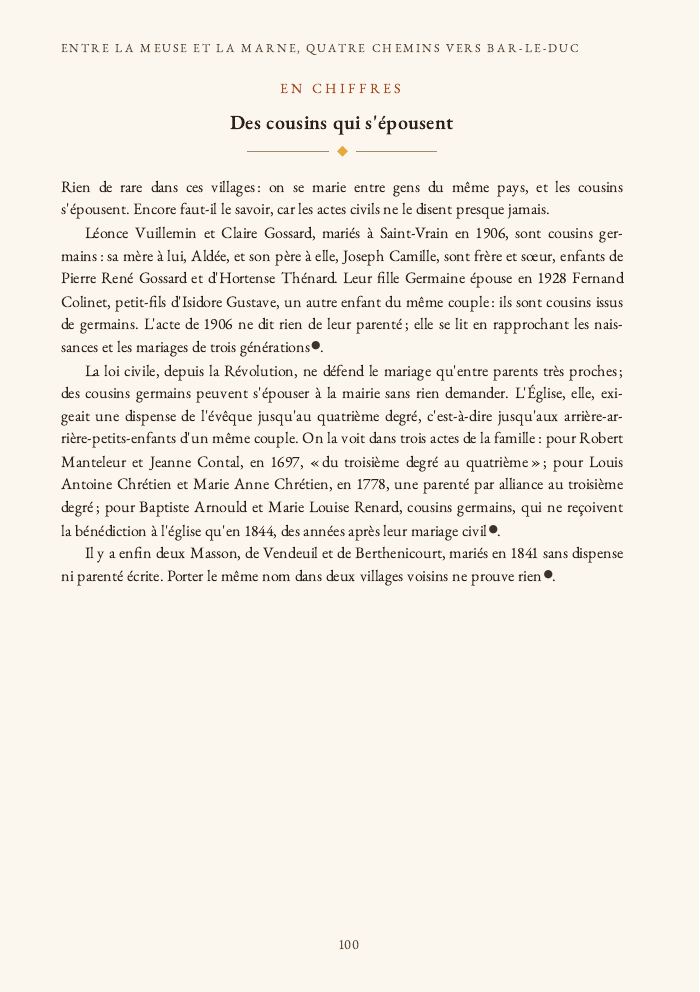 ENTRE LA MEUSE ET LA MARNE, QUATRE CHEMINS VERS BAR-LE-DUC
EN CHIFFRES
Des cousins qui s'épousent
Rien de rare dans ces villages : on se marie entre gens du même pays, et les cousins
s'épousent. Encore faut-il le savoir, car les actes civils ne le disent presque jamais.
Léonce Vuillemin et Claire Gossard, mariés à Saint-Vrain en 1906, sont cousins ger-
mains : sa mère à lui, Aldée, et son père à elle, Joseph Camille, sont frère et sœur, enfants de
Pierre René Gossard et d'Hortense Thénard. Leur fille Germaine épouse en 1928 Fernand
Colinet, petit-fils d'Isidore Gustave, un autre enfant du même couple : ils sont cousins issus
de germains. L'acte de 1906 ne dit rien de leur parenté ; elle se lit en rapprochant les nais-
sances et les mariages de trois générations●.
La loi civile, depuis la Révolution, ne défend le mariage qu'entre parents très proches ;
des cousins germains peuvent s'épouser à la mairie sans rien demander. L'Église, elle, exi-
geait une dispense de l'évêque jusqu'au quatrième degré, c'est-à-dire jusqu'aux arrière-ar-
rière-petits-enfants d'un même couple. On la voit dans trois actes de la famille : pour Robert
Manteleur et Jeanne Contal, en 1697, « du troisième degré au quatrième » ; pour Louis
Antoine Chrétien et Marie Anne Chrétien, en 1778, une parenté par alliance au troisième
degré ; pour Baptiste Arnould et Marie Louise Renard, cousins germains, qui ne reçoivent
la bénédiction à l'église qu'en 1844, des années après leur mariage civil●.
Il y a enfin deux Masson, de Vendeuil et de Berthenicourt, mariés en 1841 sans dispense
ni parenté écrite. Porter le même nom dans deux villages voisins ne prouve rien●.
100